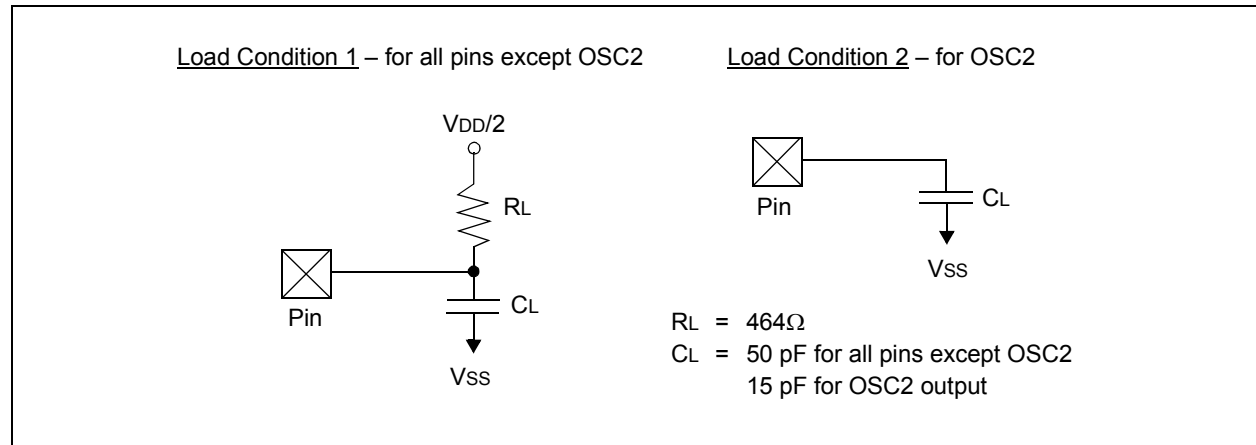 Load Condition 1 – for all pins except OSC2
VDD/2
RL
Pin
CL
VSS
Load Condition 2 – for OSC2
Pin
CL
VSS
RL = 464Ω
CL = 50 pF for all pins except OSC2
15 pF for OSC2 output